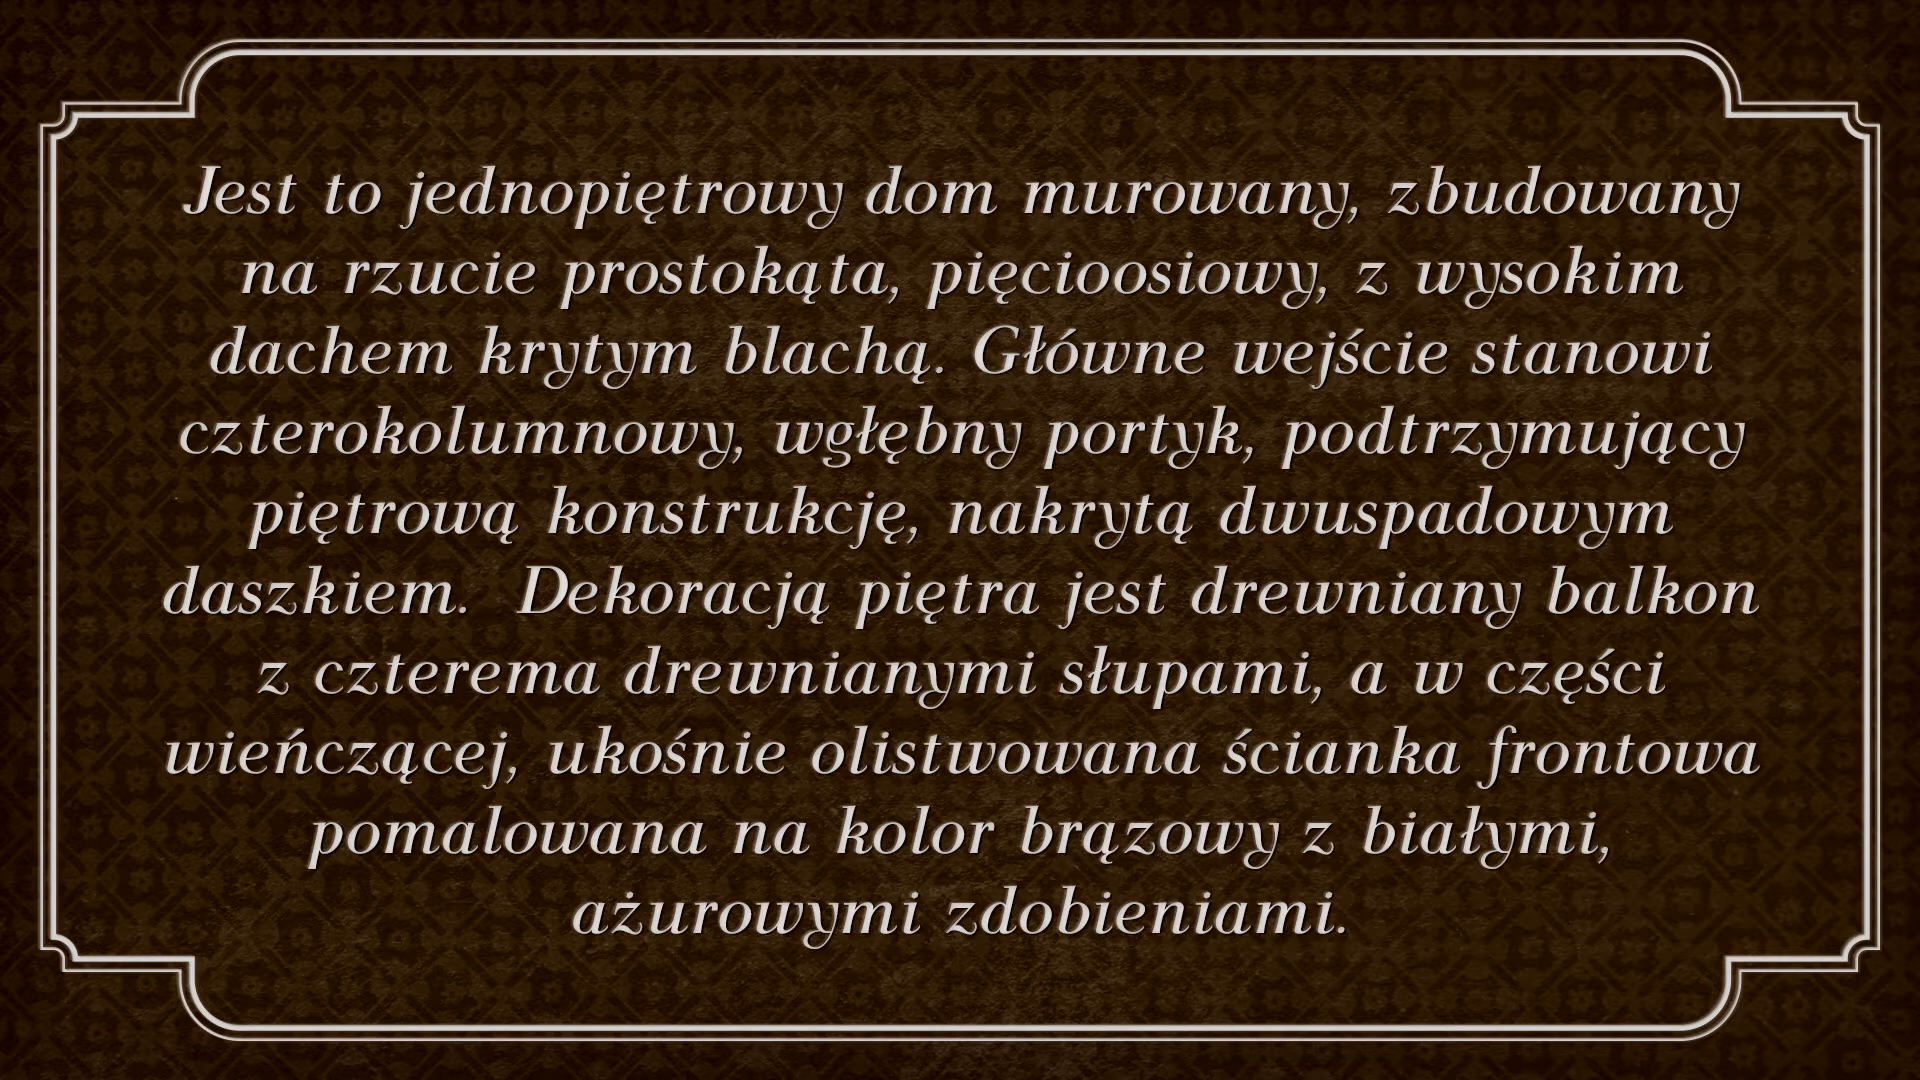 Jest to jednopiętrowy dom murowany, zbudowany
na rzucie prostokąta, pięcioosiowy, z wysokim
dachem krytym blachą. Główne wejście stanowi
czterokolumnowy, wgłębny portyk, podtrzymujący
piętrową konstrukcję, nakrytą dwuspadowym
daszkiem.  Dekoracją piętra jest drewniany balkon
z czterema drewnianymi słupami, a w części
wieńczącej, ukośnie olistwowana ścianka frontowa
pomalowana na kolor brązowy z białymi,
ażurowymi zdobieniami.